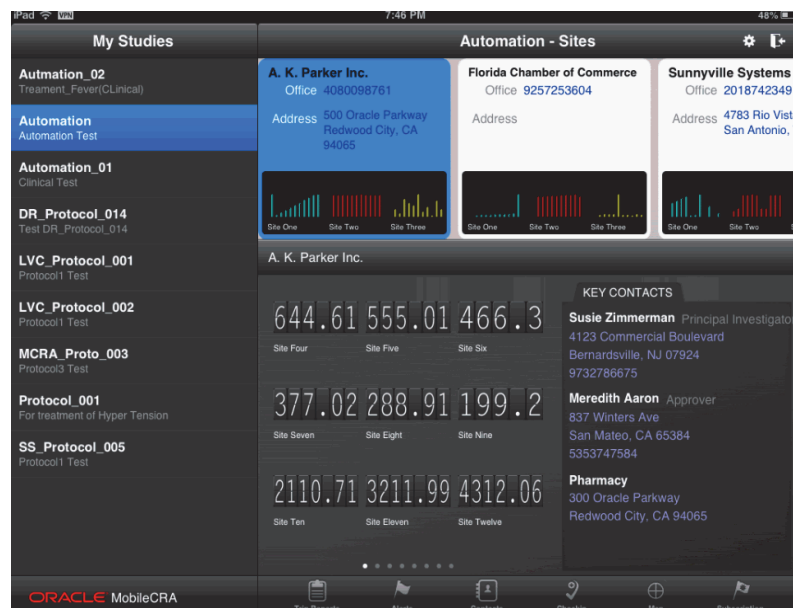 iPad VPN
7:46 PM
48%
My Studies
Automation - Sites
Autmation_02
Treament_Fever(CLinical)
Automation
Automation Test
Automation_01
Clinical Test
DR_Protocol_014
Test DR_Protocol_014
LVC_Protocol_001
Protocol1 Test
LVC_Protocol_002
Protocol1 Test
MCRA_Proto_003
Protocol3 Test
Protocol_001
For treatment of Hyper Tension
SS_Protocol_005
Protocol1 Test
ORACLE MobileCRA
A. K. Parker Inc.
Office 4080098761
Address 500 Oracle Parkway
Redwood City, CA
94065
Site One Site Two Site Three
Florida Chamber of Commerce
Office 9257253604
Address
Site One Site Two Site Three
Sunnyville Systems
Office 2018742349
Address 4783 Rio Vist
San Antonio,
Site One Site Two
A. K. Parker Inc.
644.61 555.01 466.3
Site Four Site Five Site Six
377.02 288.91 199.2
Site Seven Site Eight Site Nine
2110.71 3211.99 4312.06
Site Ten Site Eleven Site Twelve
KEY CONTACTS
Susie Zimmerman Principal Investigato
4123 Commercial Boulevard
Bernardsville, NJ 07924
9732786675
Meredith Aaron Approver
837 Winters Ave
San Mateo, CA 65384
5353747584
Pharmacy
300 Oracle Parkway
Redwood City, CA 94065